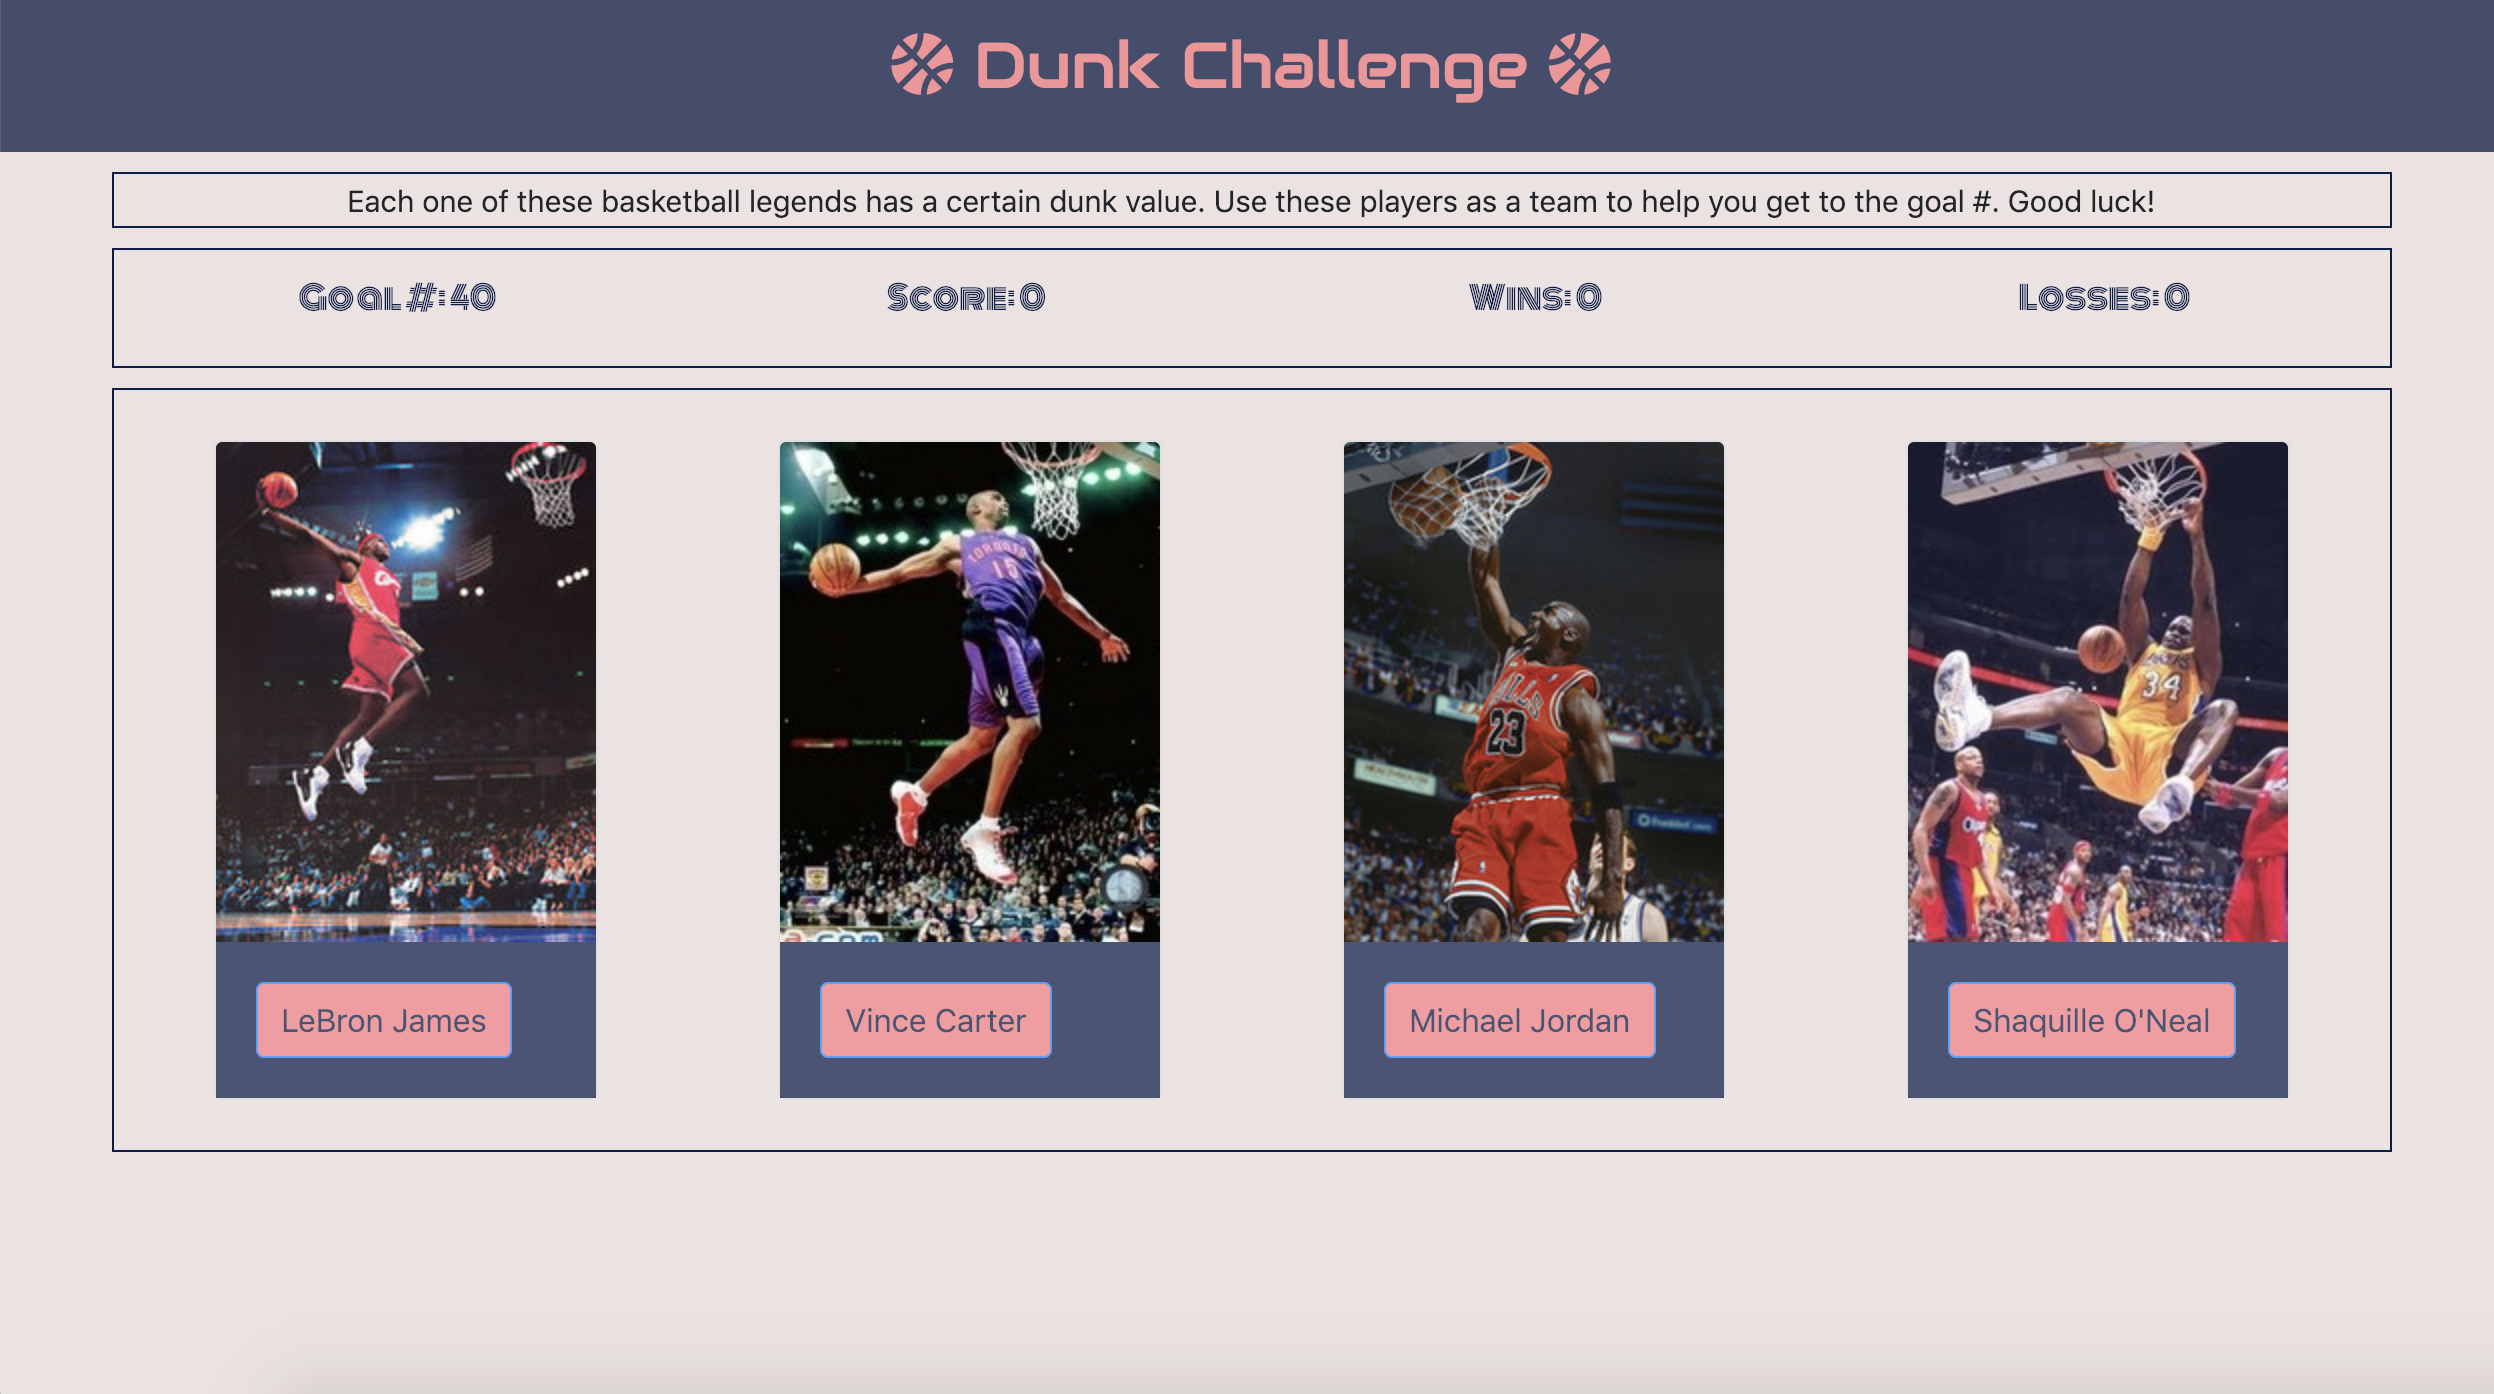 Dunk Challenge
Each one of these basketball legends has a certain dunk value. Use these players as a team to help you get to the goal #. Good luck!
Goal#:40 Score:0 Wins:0 Losses:0
TORONTO
15
BULLS
23
LAKERS
34
LeBron James Vince Carter Michael Jordan Shaquille O'Neal